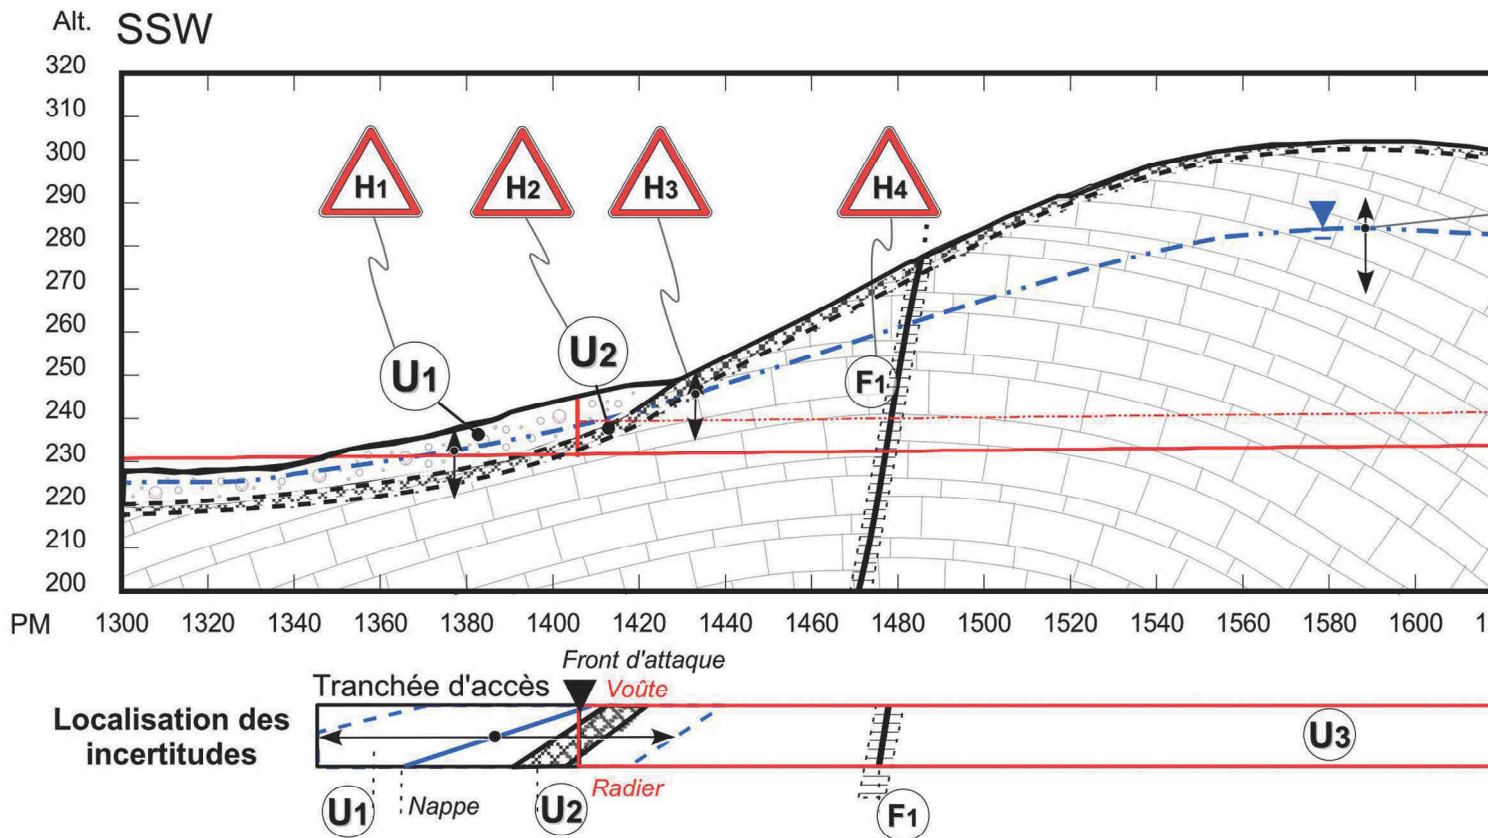 Alt. SSW
320
310
300
290
280
270
260
250
240
230
220
210
200
H1 H2 H3 H4
U1 U2 F1
PM 1300 1320 1340 1360 1380 1400 1420 1440 1460 1480 1500 1520 1540 1560 1580 1600
Front d'attaque
Tranchée d'accès Voûte
Localisation des
incertitudes
U3
Radier
U1 Nappe U2 F1